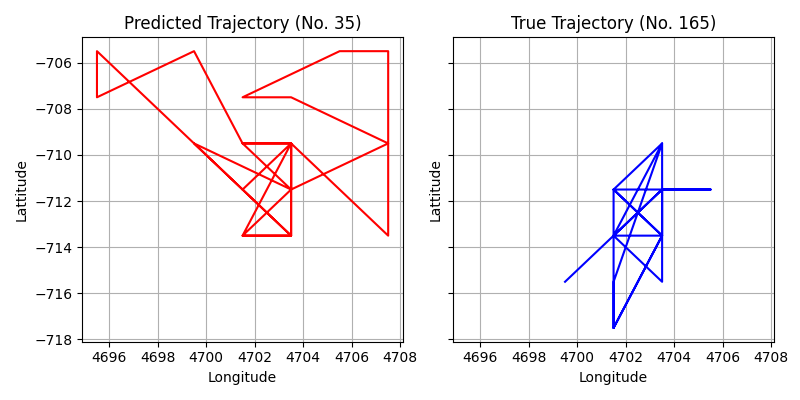 Predicted Trajectory (No. 35)
True Trajectory (No. 165)
Lattitude
−706
−708
−710
−712
−714
−716
−718
4696 4698 4700 4702 4704 4706 4708
Longitude
Lattitude
4696 4698 4700 4702 4704 4706 4708
Longitude